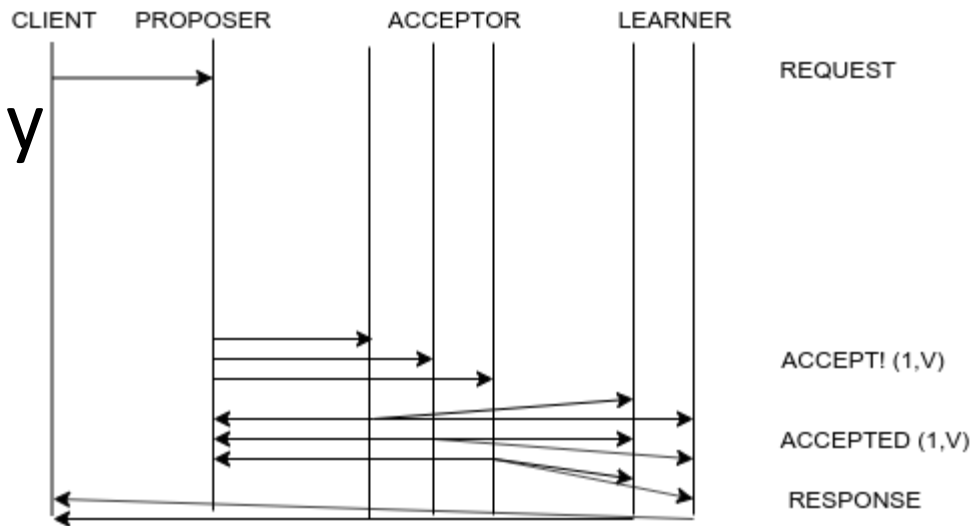 CLIENT PROPOSER ACCEPTOR LEARNER
REQUEST
y
ACCEPT! (1,V)
ACCEPTED (1,V)
RESPONSE